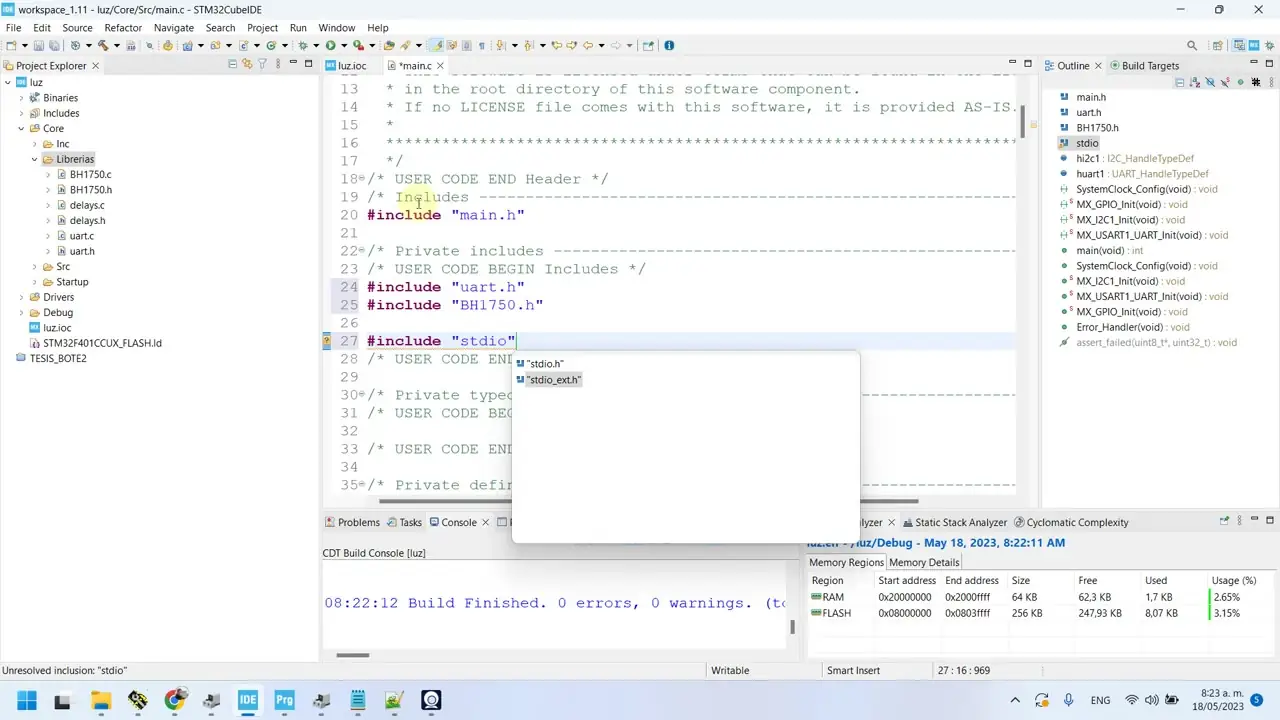 workspace_1.11 - luz/Core/Src/main.c - STM32CubeIDE
File Edit Source Refactor Navigate Search Project Run Window Help
Project Explorer
luz
Binaries
Includes
Core
Inc
Librerias
BH1750.c
BH1750.h
delays.c
delays.h
uart.c
uart.h
Src
Startup
Drivers
Debug
luz.ioc
STM32F401CCUX_FLASH.ld
TESIS_BOTE2
luz.ioc *main.c
13 * in the root directory of this software component.
14 * If no LICENSE file comes with this software, it is provided AS-IS.
15 *
16 ******************************************************************************
17 */
18 /* USER CODE END Header */
19 /* Includes ------------------------------------------------------------------
20 #include "main.h"
21
22 /* Private includes ----------------------------------------------------------
23 /* USER CODE BEGIN Includes */
24 #include "uart.h"
25 #include "BH1750.h"
26
27 #include "stdio"
28 /* USER CODE END
29
30 /* Private typed
31 /* USER CODE BEG
32
33 /* USER CODE END
34
35 /* Private defin
"stdio.h"
"stdio_ext.h"
Outline Build Targets
main.h
uart.h
BH1750.h
stdio
hi2c1 : I2C_HandleTypeDef
huart1 : UART_HandleTypeDef
SystemClock_Config(void) : void
MX_GPIO_Init(void) : void
MX_I2C1_Init(void) : void
MX_USART1_UART_Init(void) : void
main(void) : int
SystemClock_Config(void) : void
MX_I2C1_Init(void) : void
MX_USART1_UART_Init(void) : void
MX_GPIO_Init(void) : void
Error_Handler(void) : void
assert_failed(uint8_t*, uint32_t) : void
Problems Tasks Console
CDT Build Console [luz]
08:22:12 Build Finished. 0 errors, 0 warnings. (to
Static Stack Analyzer Cyclomatic Complexity
/luz/Debug - May 18, 2023, 8:22:11 AM
Memory Regions Memory Details
Region Start address End address Size Free Used Usage (%)
RAM 0x20000000 0x2000ffff 64 KB 62,3 KB 1,7 KB 2.65%
FLASH 0x08000000 0x0803ffff 256 KB 247,93 KB 8,07 KB 3.15%
Unresolved inclusion: "stdio" Writable Smart Insert 27 : 16 : 969
IDE Prg ENG 8:23 a. m.
18/05/2023
5